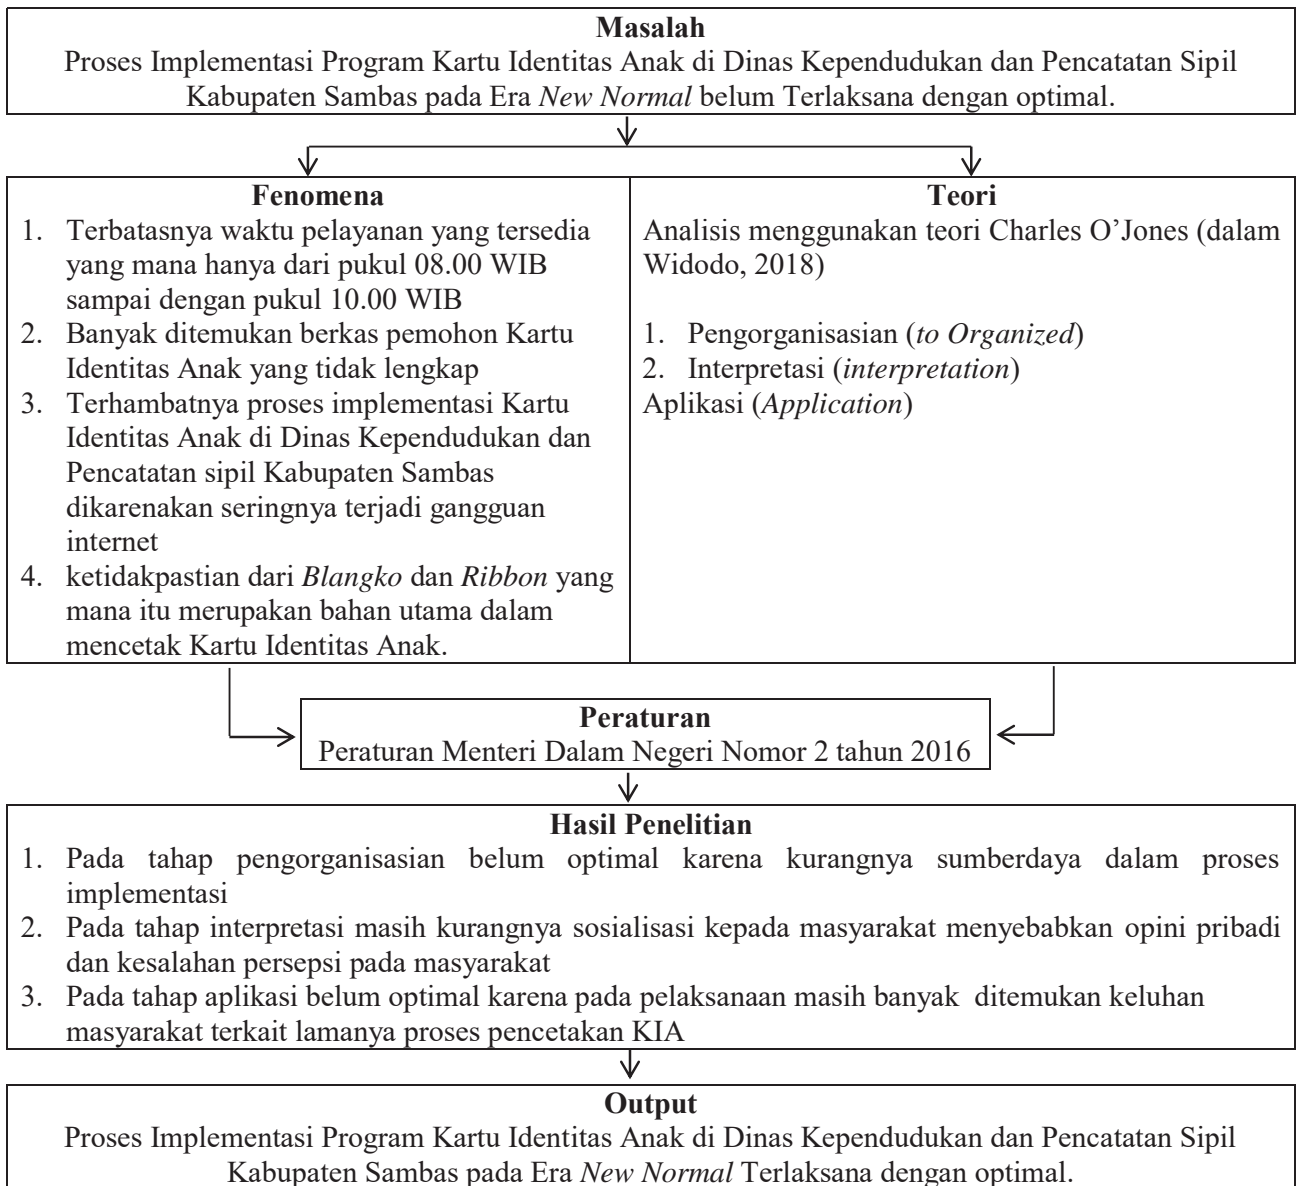 Masalah
Proses Implementasi Program Kartu Identitas Anak di Dinas Kependudukan dan Pencatatan Sipil
Kabupaten Sambas pada Era New Normal belum Terlaksana dengan optimal.
Fenomena
1. Terbatasnya waktu pelayanan yang tersedia
yang mana hanya dari pukul 08.00 WIB
sampai dengan pukul 10.00 WIB
2. Banyak ditemukan berkas pemohon Kartu
Identitas Anak yang tidak lengkap
3. Terhambatnya proses implementasi Kartu
Identitas Anak di Dinas Kependudukan dan
Pencatatan sipil Kabupaten Sambas
dikarenakan seringnya terjadi gangguan
internet
4. ketidakpastian dari Blangko dan Ribbon yang
mana itu merupakan bahan utama dalam
mencetak Kartu Identitas Anak.
Teori
Analisis menggunakan teori Charles O’Jones (dalam
Widodo, 2018)
1. Pengorganisasian (to Organized)
2. Interpretasi (interpretation)
Aplikasi (Application)
Peraturan
Peraturan Menteri Dalam Negeri Nomor 2 tahun 2016
Hasil Penelitian
1. Pada tahap pengorganisasian belum optimal karena kurangnya sumberdaya dalam proses
implementasi
2. Pada tahap interpretasi masih kurangnya sosialisasi kepada masyarakat menyebabkan opini pribadi
dan kesalahan persepsi pada masyarakat
3. Pada tahap aplikasi belum optimal karena pada pelaksanaan masih banyak ditemukan keluhan
masyarakat terkait lamanya proses pencetakan KIA
Output
Proses Implementasi Program Kartu Identitas Anak di Dinas Kependudukan dan Pencatatan Sipil
Kabupaten Sambas pada Era New Normal Terlaksana dengan optimal.